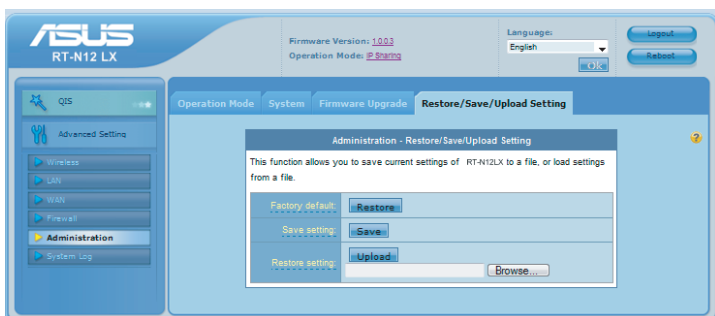 ASUS
RT-N12 LX
Firmware Version: 1.0.0.3
Operation Mode: IP Sharing
Language:
English
Ok
Logout
Reboot
QIS
Advanced Setting
Wireless
LAN
WAN
Firewall
Administration
System Log
Operation Mode System Firmware Upgrade Restore/Save/Upload Setting
?
Administration - Restore/Save/Upload Setting
This function allows you to save current settings of RT-N12LX to a file, or load settings
from a file.
Factory default: Restore
Save setting: Save
Restore setting: Upload
Browse...